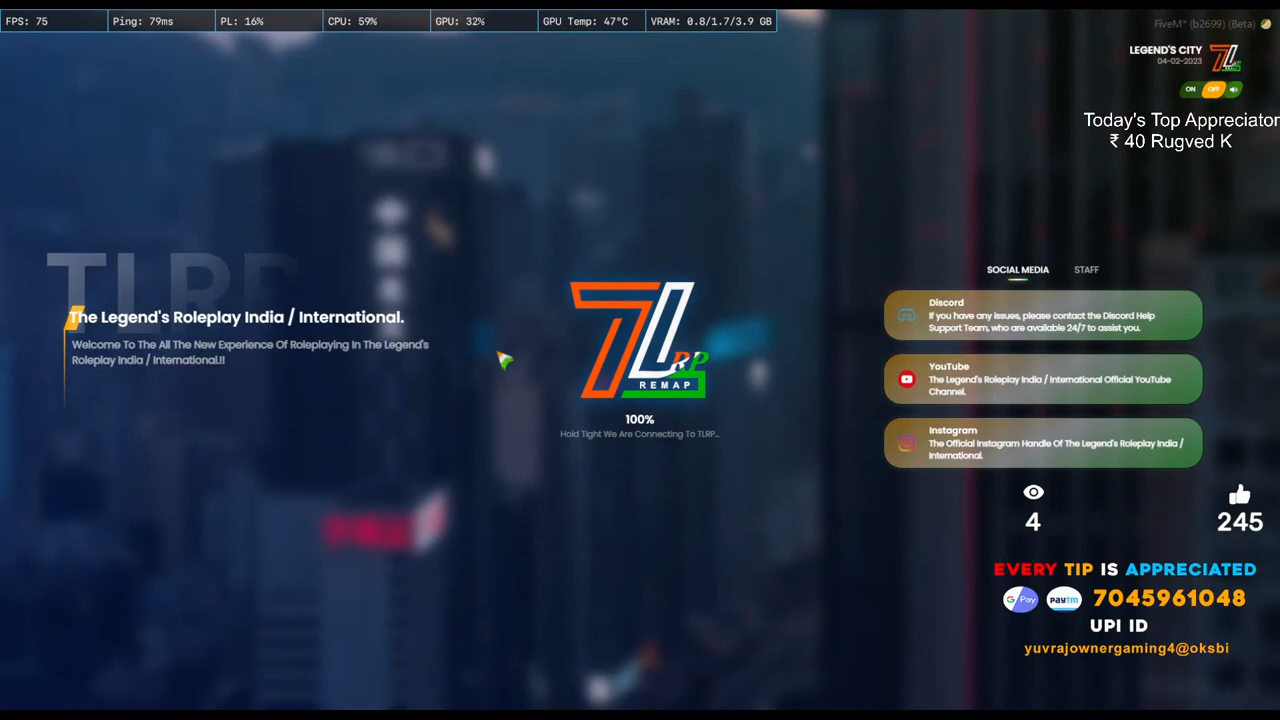 FPS: 75 Ping: 79ms PL: 16% CPU: 59% GPU: 32% GPU Temp: 47°C VRAM: 0.8/1.7/3.9 GB
FiveM* (b2699) (Beta)
LEGEND'S CITY
04-02-2023
ON OFF
Today's Top Appreciator
₹ 40 Rugved K
TLRP
The Legend's Roleplay India / International.
Welcome To The All The New Experience Of Roleplaying In The Legend's
Roleplay India / International.!!
RP
REMAP
100%
Hold Tight We Are Connecting To TLRP...
SOCIAL MEDIA STAFF
Discord
If you have any issues, please contact the Discord Help
Support Team, who are available 24/7 to assist you.
YouTube
The Legend's Roleplay India / International Official YouTube
Channel.
Instagram
The Official Instagram Handle Of The Legend's Roleplay India /
International.
4 245
EVERY TIP IS APPRECIATED
G Pay paytm 7045961048
UPI ID
yuvrajownergaming4@oksbi